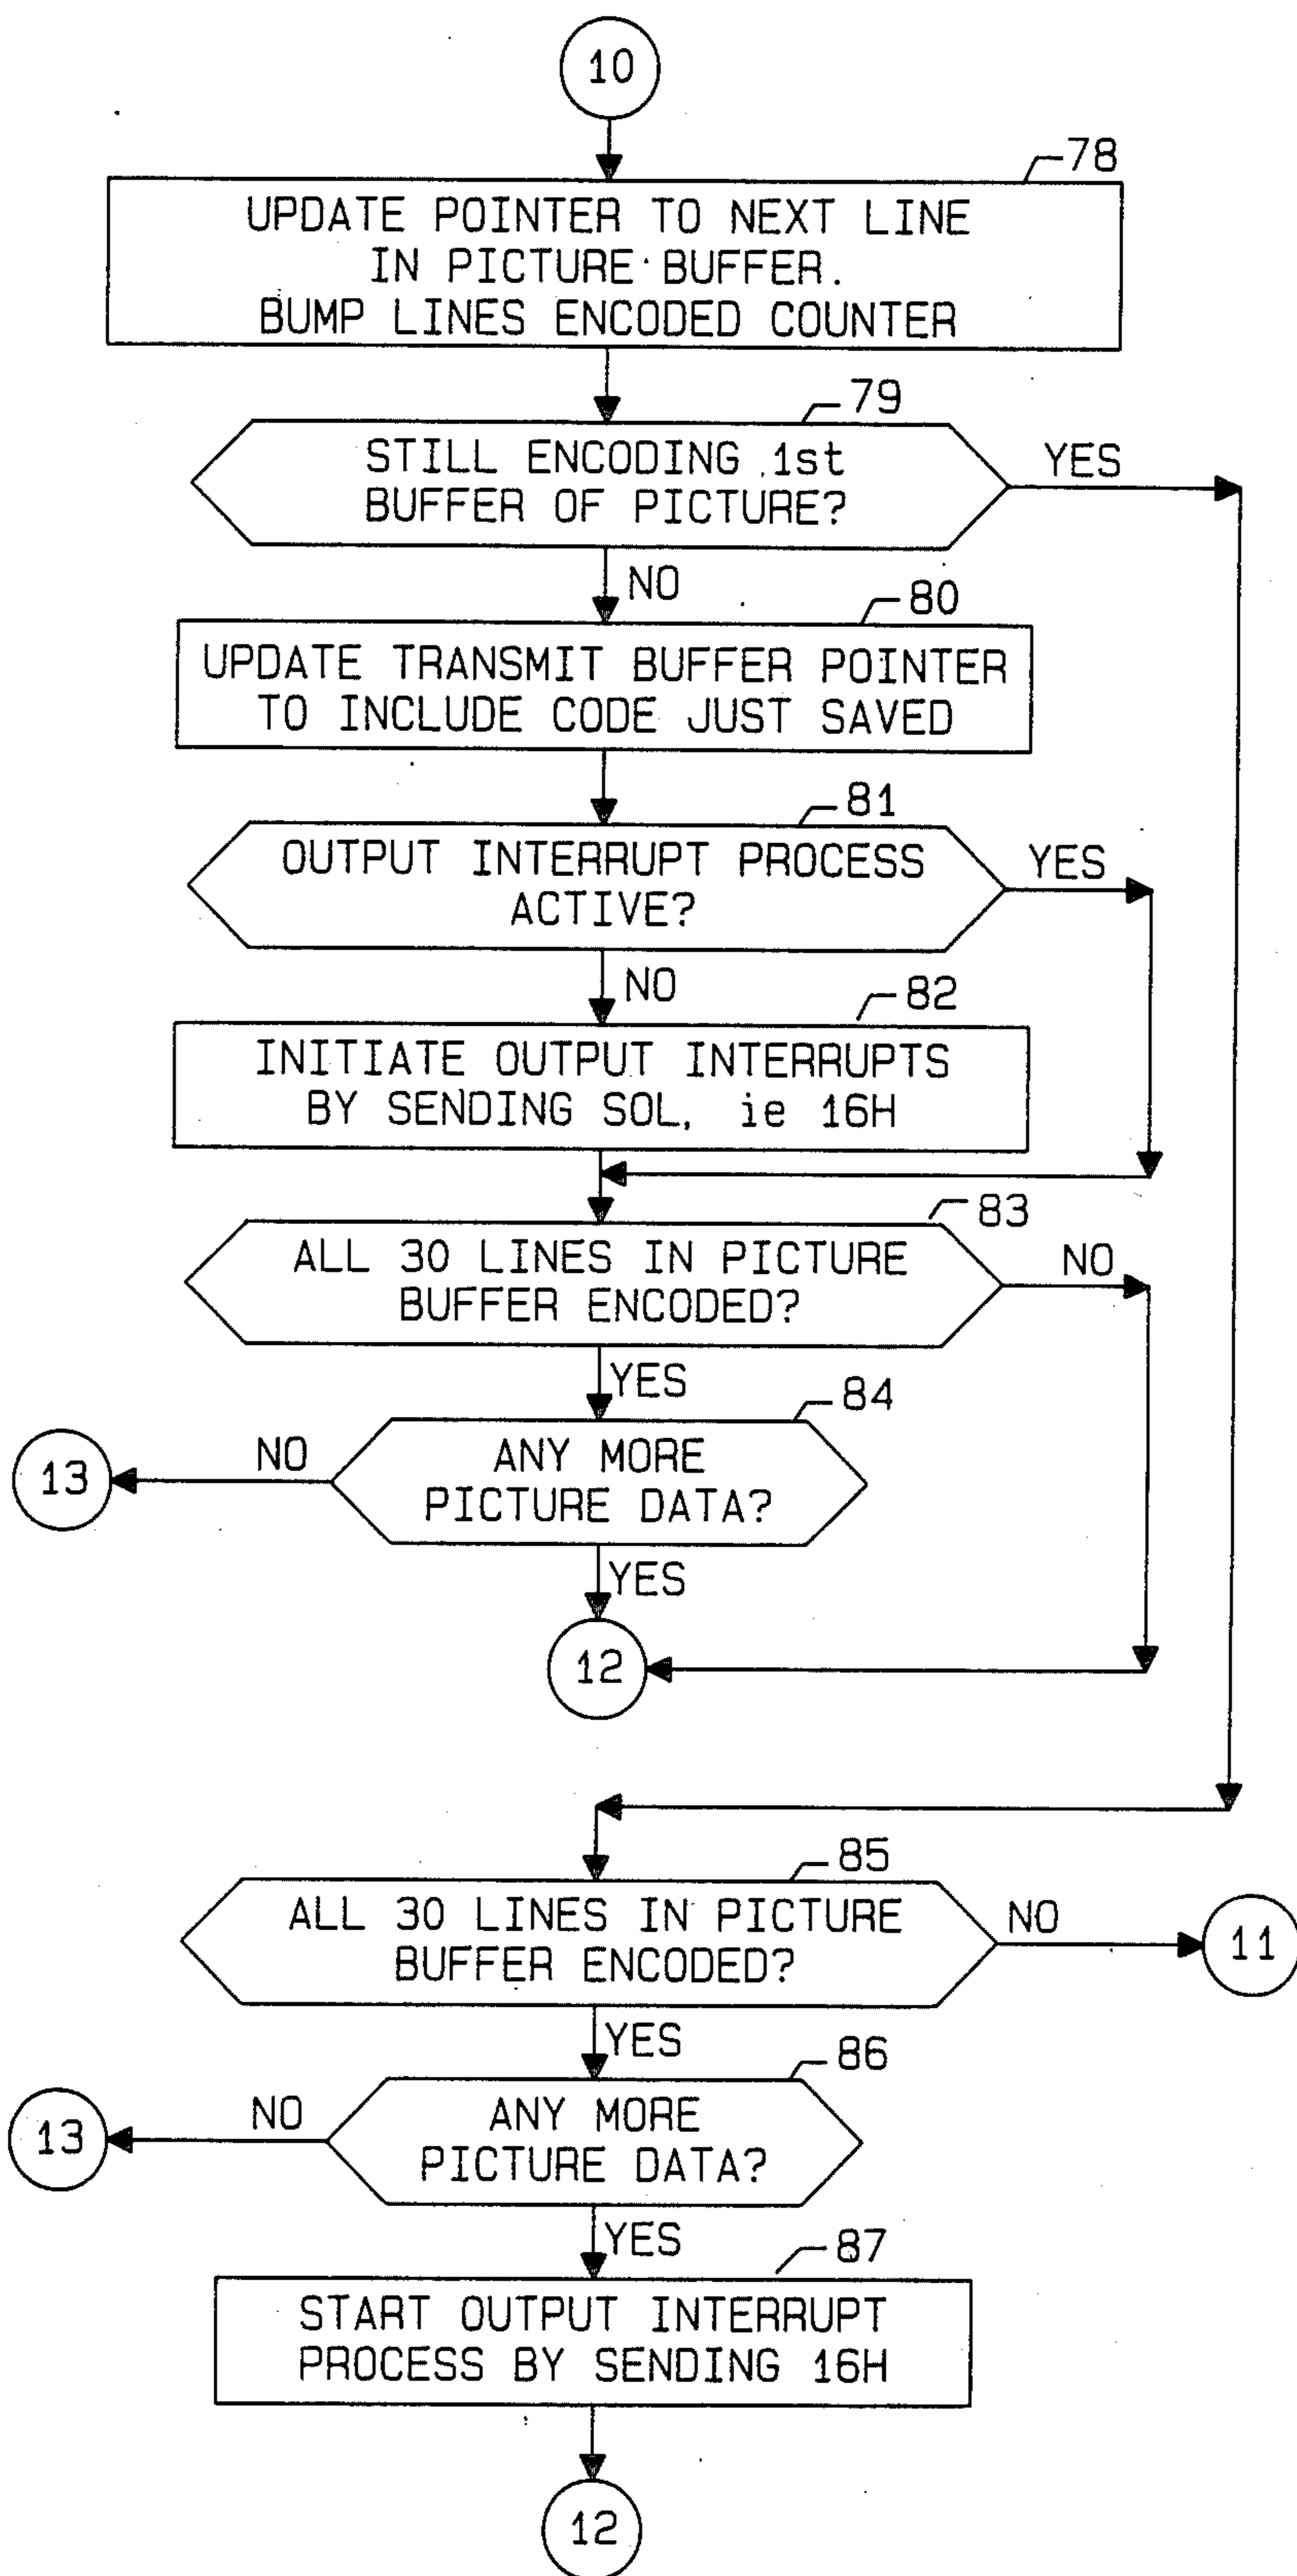 10
78
UPDATE POINTER TO NEXT LINE
IN PICTURE BUFFER.
BUMP LINES ENCODED COUNTER
79
STILL ENCODING 1st
BUFFER OF PICTURE?
YES
NO
80
UPDATE TRANSMIT BUFFER POINTER
TO INCLUDE CODE JUST SAVED
81
OUTPUT INTERRUPT PROCESS
ACTIVE?
YES
NO
82
INITIATE OUTPUT INTERRUPTS
BY SENDING SOL, ie 16H
83
ALL 30 LINES IN PICTURE
BUFFER ENCODED?
NO
YES
84
ANY MORE
PICTURE DATA?
NO
13
YES
12
85
ALL 30 LINES IN PICTURE
BUFFER ENCODED?
NO
11
YES
86
ANY MORE
PICTURE DATA?
NO
13
YES
87
START OUTPUT INTERRUPT
PROCESS BY SENDING 16H
12